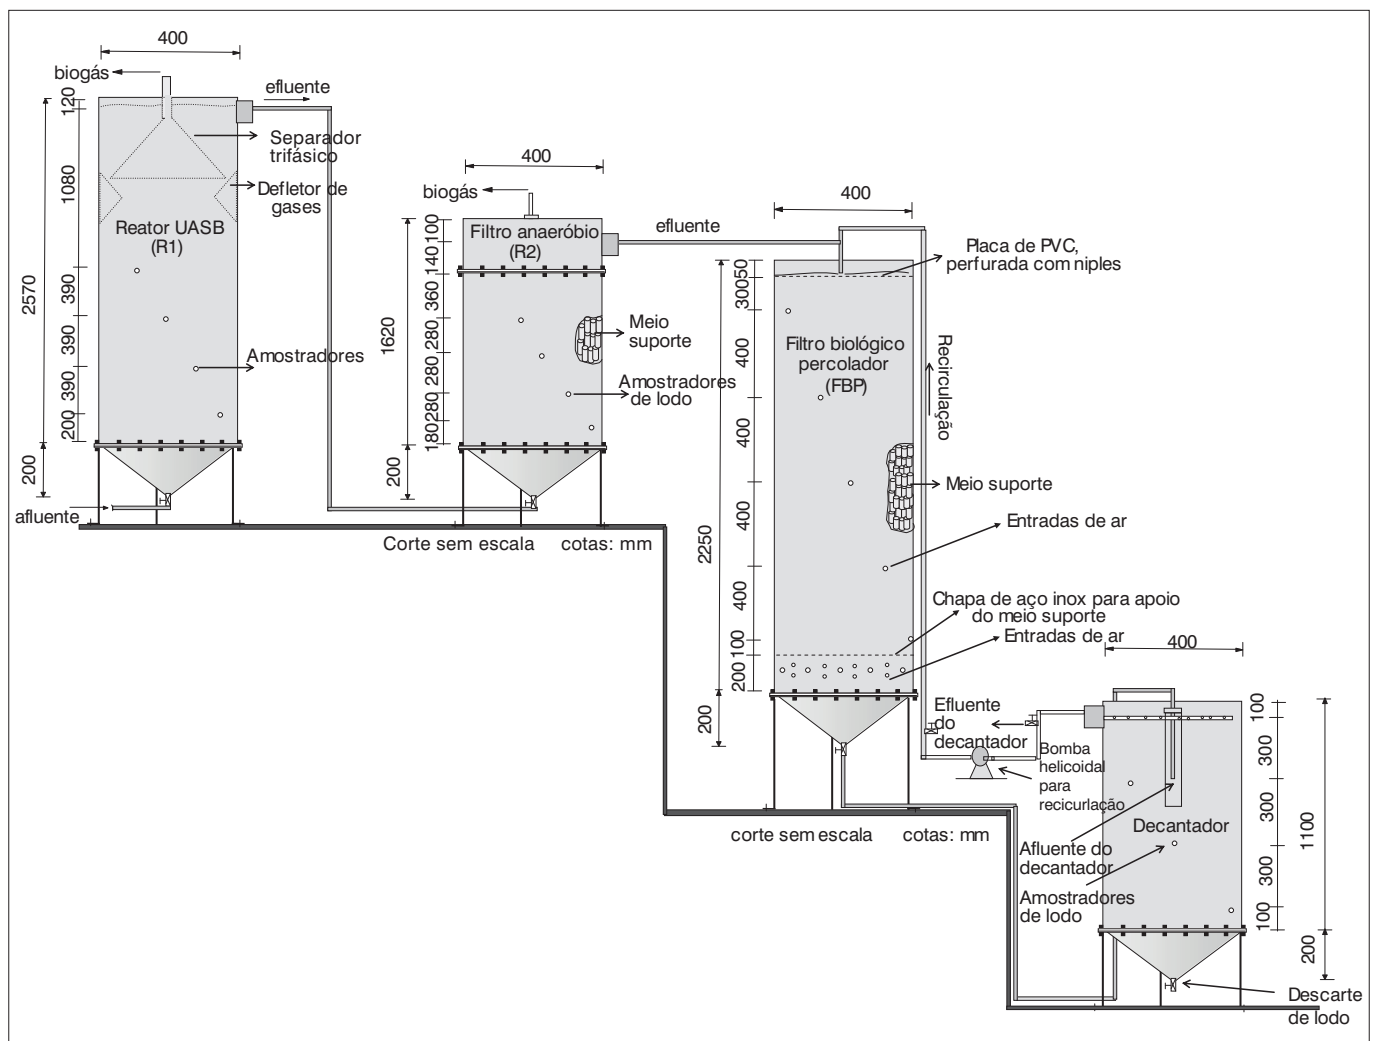 400
biogás
efluente
120
1080
390
390
390
200
2570
200
Separador
trifásico
Defletor de
gases
Reator UASB
(R1)
Amostradores
afluente
400
biogás
efluente
Filtro anaeróbio
(R2)
100
140
360
280
280
280
180
1620
200
Meio
suporte
Amostradores
de lodo
Corte sem escala
cotas: mm
400
Placa de PVC,
perfurada com niples
50
300
400
400
400
400
100
200
2250
200
Filtro biológico
percolador
(FBP)
Recirculação
Meio suporte
Entradas de ar
Chapa de aço inox para apoio
do meio suporte
Entradas de ar
corte sem escala
cotas: mm
Efluente
do
decantador
Bomba
helicoidal
para
recicurlação
400
100
300
300
300
100
1100
200
Decantador
Afluente do
decantador
Amostradores
de lodo
Descarte
de lodo